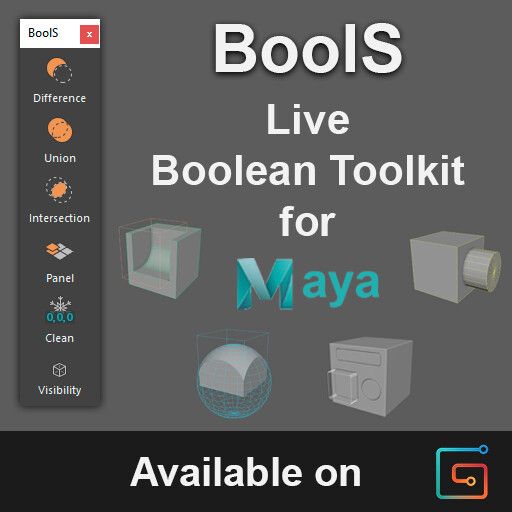 BoolS
x
Difference
Union
Intersection
Panel
0,0,0
Clean
Visibility
BoolS
Live
Boolean Toolkit
for
Maya
Available on